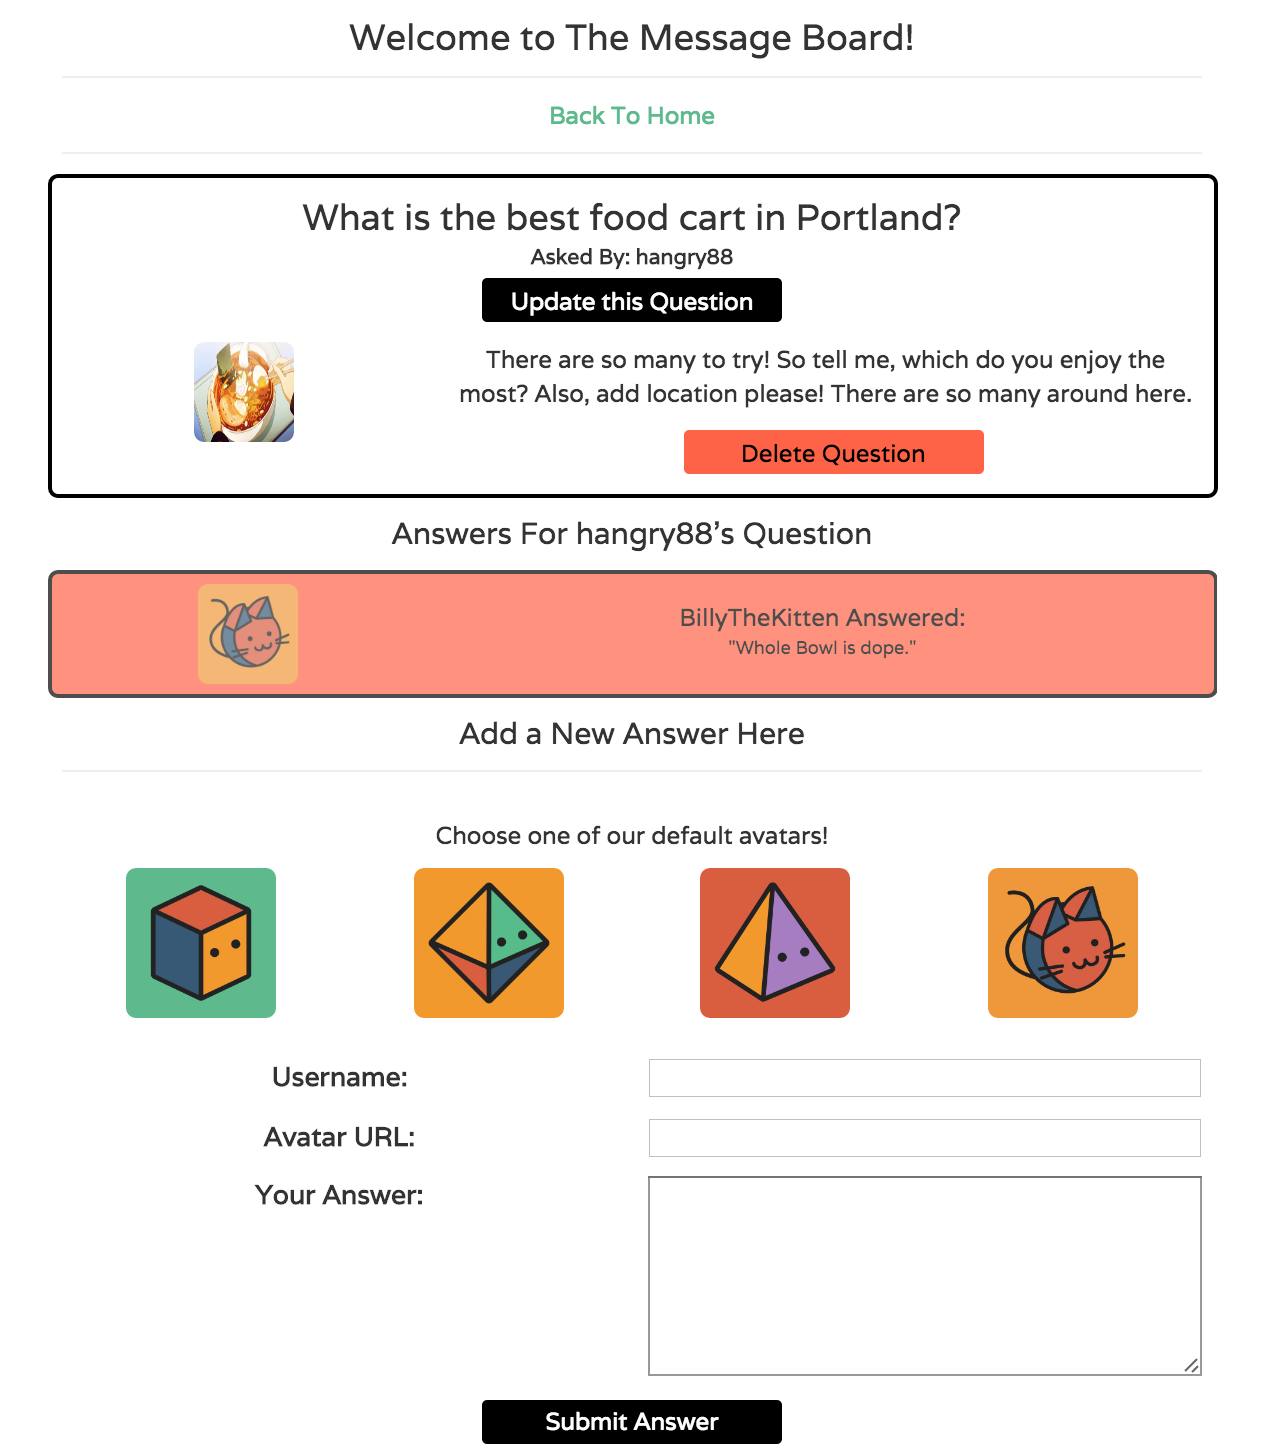 Welcome to The Message Board!
Back To Home
What is the best food cart in Portland?
Asked By: hangry88
Update this Question
There are so many to try! So tell me, which do you enjoy the
most? Also, add location please! There are so many around here.
Delete Question
Answers For hangry88's Question
BillyTheKitten Answered:
"Whole Bowl is dope."
Add a New Answer Here
Choose one of our default avatars!
Username:
Avatar URL:
Your Answer:
Submit Answer